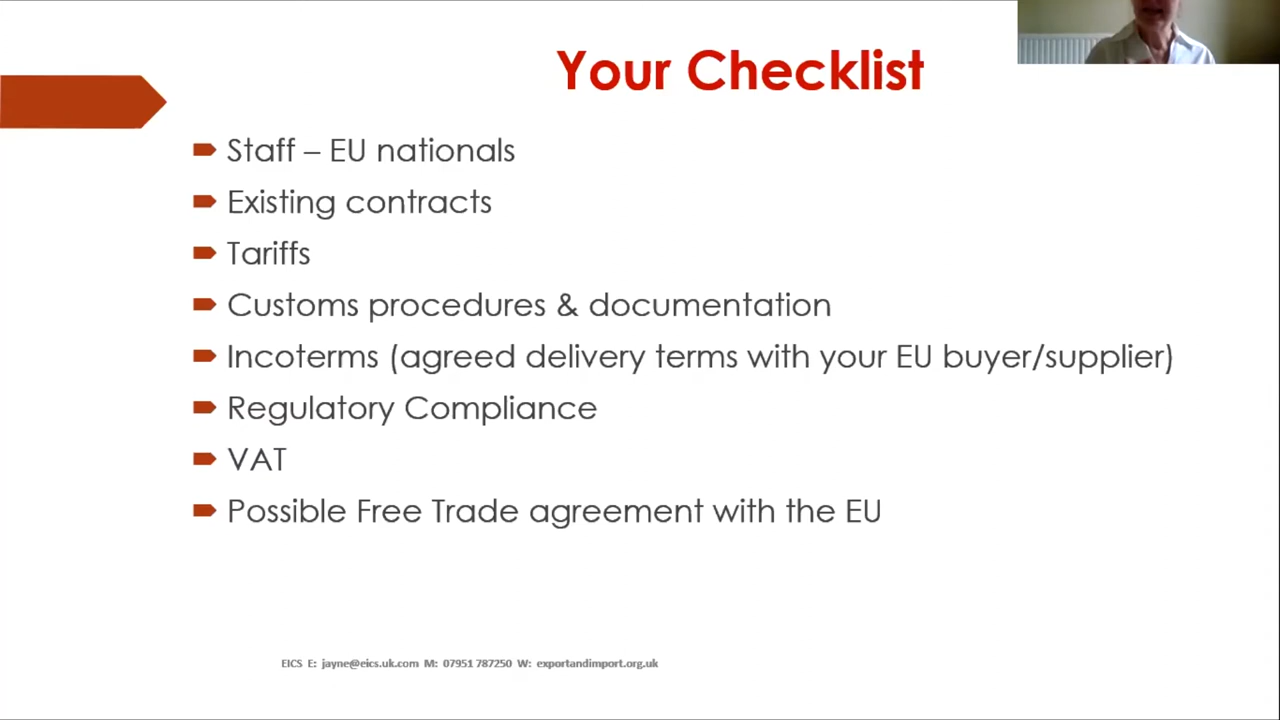 Your Checklist
Staff – EU nationals
Existing contracts
Tariffs
Customs procedures & documentation
Incoterms (agreed delivery terms with your EU buyer/supplier)
Regulatory Compliance
VAT
Possible Free Trade agreement with the EU
EICS E: jayne@eics.uk.com M: 07951 787250 W: exportandimport.org.uk